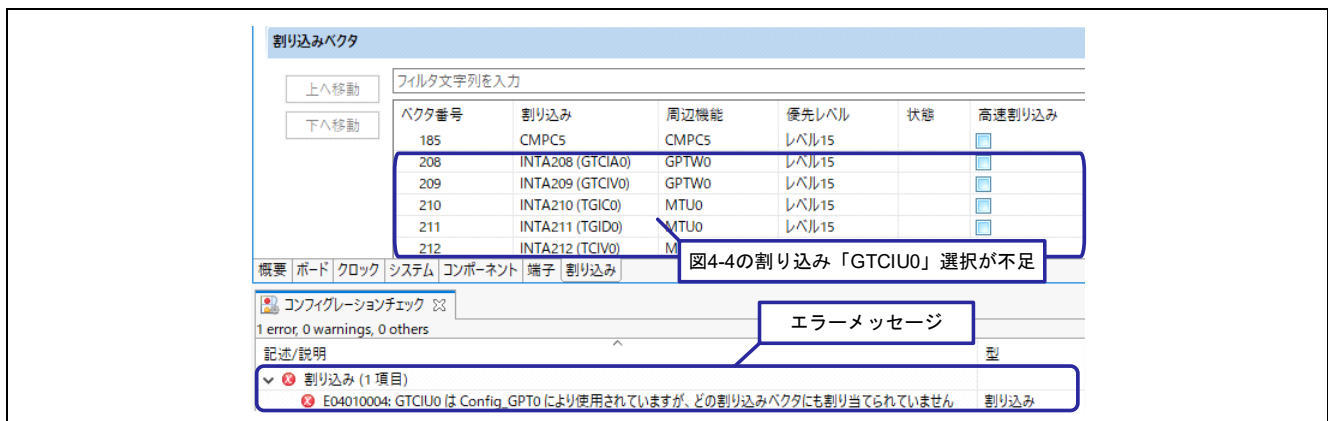 割り込みベクタ
上へ移動
フィルタ文字列を入力
下へ移動
ベクタ番号 割り込み 周辺機能 優先レベル 状態 高速割り込み
185 CMPC5 CMPC5 レベル15
208 INTA208 (GTCIA0) GPTW0 レベル15
209 INTA209 (GTCIV0) GPTW0 レベル15
210 INTA210 (TGIC0) MTU0 レベル15
211 INTA211 (TGID0) MTU0 レベル15
212 INTA212 (TCIV0)
図4-4の割り込み「GTCIU0」選択が不足
概要 ボード クロック システム コンポーネント 端子 割り込み
コンフィグレーションチェック
エラーメッセージ
1 error, 0 warnings, 0 others
記述/説明 型
割り込み (1 項目)
E04010004: GTCIU0 は Config_GPT0 により使用されていますが、どの割り込みベクタにも割り当てられていません 割り込み